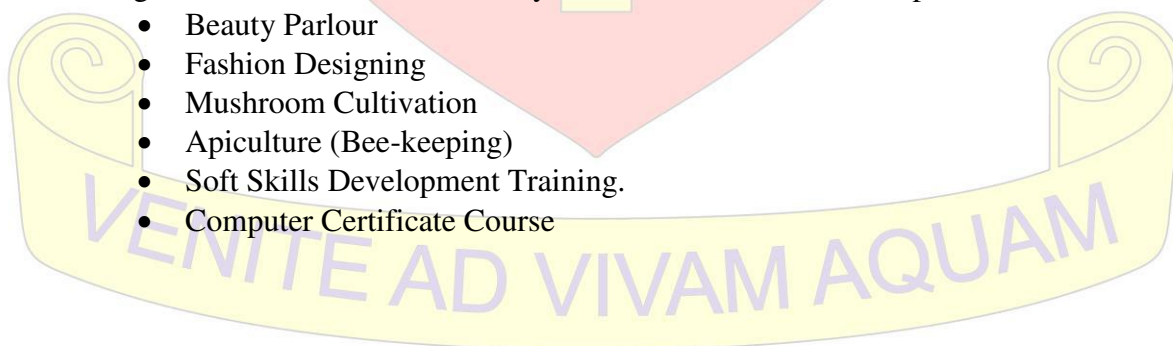 • Beauty Parlour
• Fashion Designing
• Mushroom Cultivation
• Apiculture (Bee-keeping)
• Soft Skills Development Training.
• Computer Certificate Course
VENITE AD VIVAM AQUAM